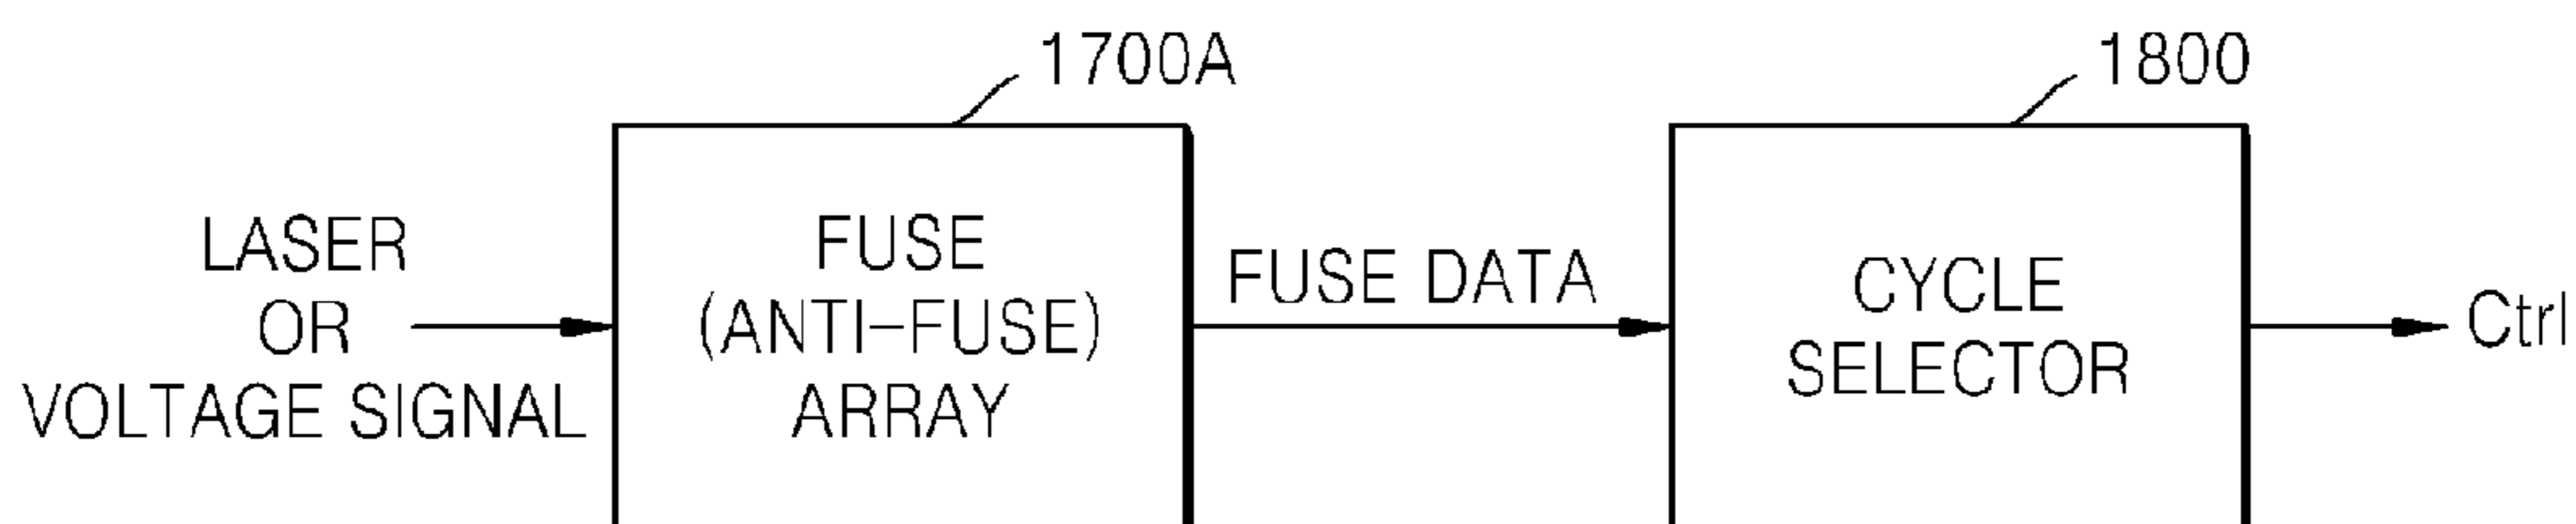 1700A
1800
LASER
OR
VOLTAGE SIGNAL
FUSE
(ANTI-FUSE)
ARRAY
FUSE DATA
CYCLE
SELECTOR
Ctrl